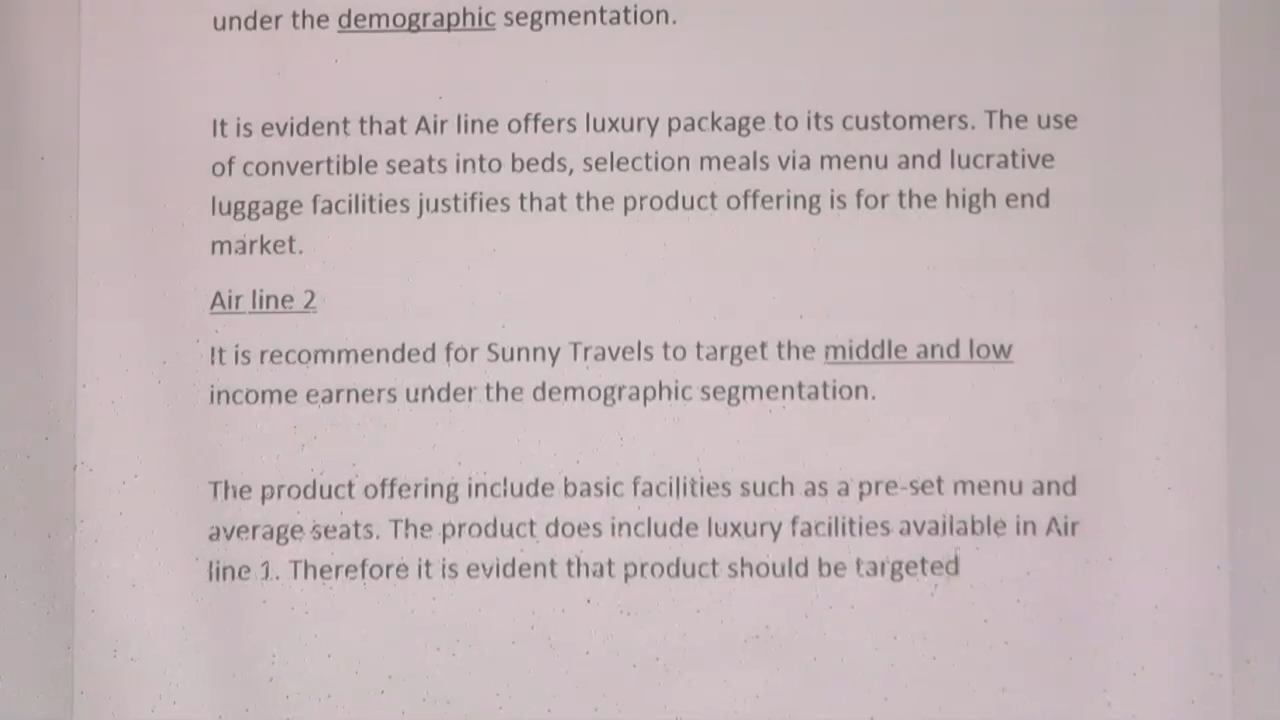 under the demographic segmentation.
It is evident that Air line offers luxury package to its customers. The use
of convertible seats into beds, selection meals via menu and lucrative
luggage facilities justifies that the product offering is for the high end
market.
Air line 2
It is recommended for Sunny Travels to target the middle and low
income earners under the demographic segmentation.
The product offering include basic facilities such as a pre-set menu and
average seats. The product does include luxury facilities available in Air
line 1. Therefore it is evident that product should be targeted